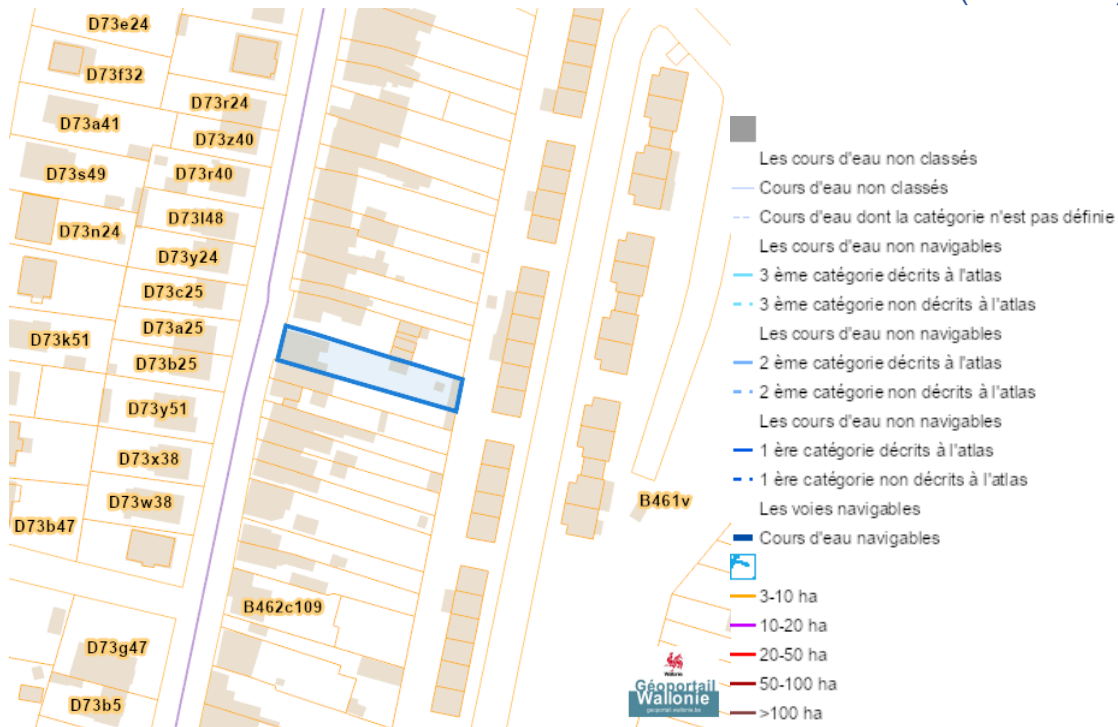 D73e24
D73f32
D73r24
D73a41
D73z40
D73s49
D73r40
D73l48
D73n24
D73y24
D73c25
D73a25
D73k51
D73b25
D73y51
D73x38
D73w38
D73b47
B461v
B462c109
D73g47
D73b5
Wallonie
Géoportail
Wallonie
geoportail.wallonie.be
Les cours d'eau non classés
Cours d'eau non classés
Cours d'eau dont la catégorie n'est pas définie
Les cours d'eau non navigables
3 ème catégorie décrits à l'atlas
3 ème catégorie non décrits à l'atlas
Les cours d'eau non navigables
2 ème catégorie décrits à l'atlas
2 ème catégorie non décrits à l'atlas
Les cours d'eau non navigables
1 ère catégorie décrits à l'atlas
1 ère catégorie non décrits à l'atlas
Les voies navigables
Cours d'eau navigables
3-10 ha
10-20 ha
20-50 ha
50-100 ha
>100 ha